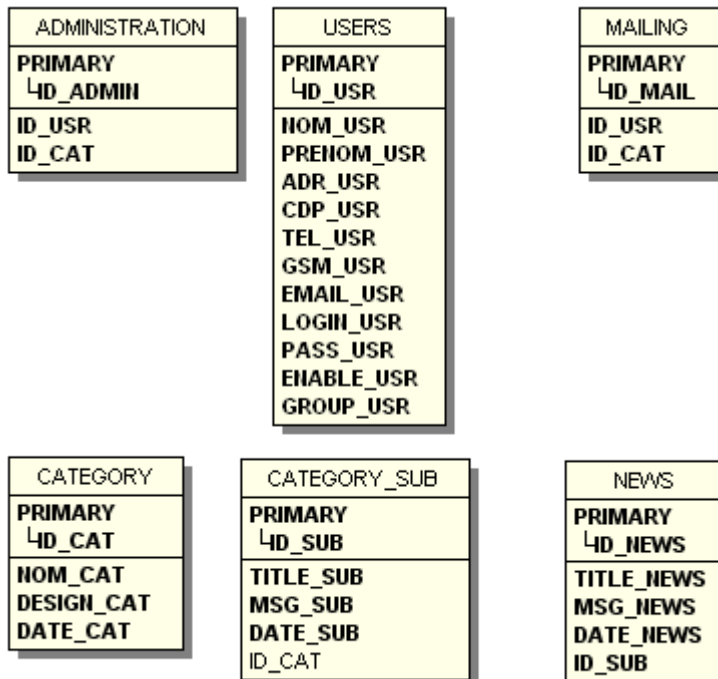 ADMINISTRATION
PRIMARY
ID_ADMIN
ID_USR
ID_CAT
USERS
PRIMARY
ID_USR
NOM_USR
PRENOM_USR
ADR_USR
CDP_USR
TEL_USR
GSM_USR
EMAIL_USR
LOGIN_USR
PASS_USR
ENABLE_USR
GROUP_USR
MAILING
PRIMARY
ID_MAIL
ID_USR
ID_CAT
CATEGORY
PRIMARY
ID_CAT
NOM_CAT
DESIGN_CAT
DATE_CAT
CATEGORY_SUB
PRIMARY
ID_SUB
TITLE_SUB
MSG_SUB
DATE_SUB
ID_CAT
NEWS
PRIMARY
ID_NEWS
TITLE_NEWS
MSG_NEWS
DATE_NEWS
ID_SUB